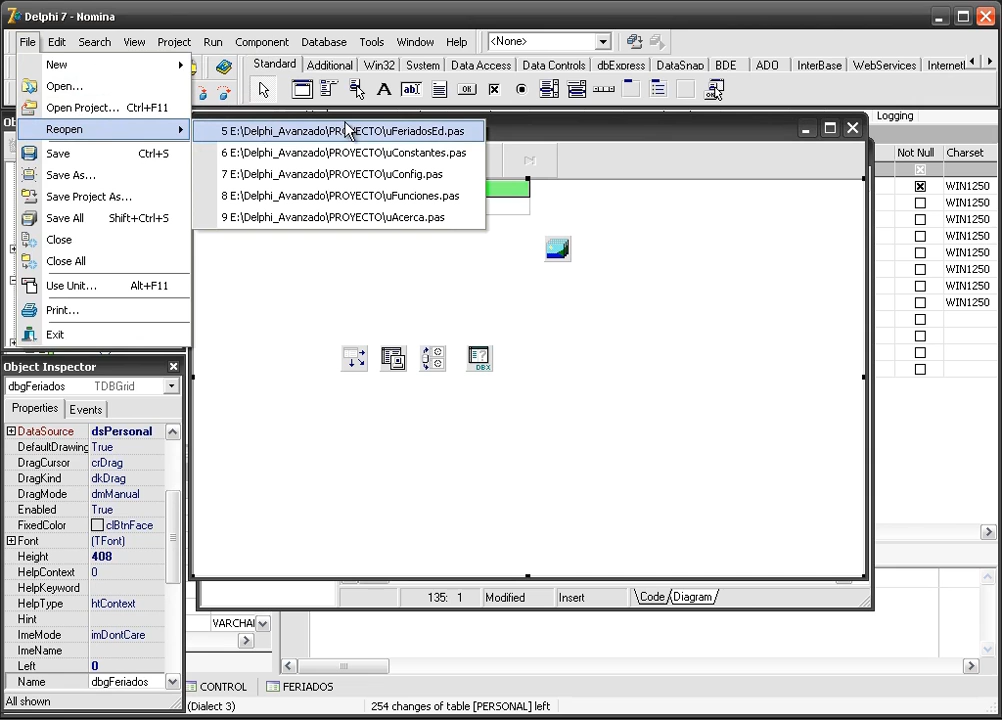 Delphi 7 - Nomina
File Edit Search View Project Run Component Database Tools Window Help <None>
Standard Additional Win32 System Data Access Data Controls dbExpress DataSnap BDE ADO InterBase WebServices
New
Open...
Open Project... Ctrl+F11
Reopen
Save Ctrl+S
Save As...
Save Project As...
Save All Shift+Ctrl+S
Close
Close All
Use Unit... Alt+F11
Print...
Exit
5 E:\Delphi_Avanzado\PROYECTO\uFeriadosEd.pas
6 E:\Delphi_Avanzado\PROYECTO\uConstantes.pas
7 E:\Delphi_Avanzado\PROYECTO\uConfig.pas
8 E:\Delphi_Avanzado\PROYECTO\uFunciones.pas
9 E:\Delphi_Avanzado\PROYECTO\uAcerca.pas
Logging
Not Null Charset
WIN1250
WIN1250
WIN1250
WIN1250
WIN1250
WIN1250
WIN1250
WIN1250
DBX
Object Inspector
dbgFeriados TDBGrid
Properties Events
DataSource dsPersonal
DefaultDrawing True
DragCursor crDrag
DragKind dkDrag
DragMode dmManual
Enabled True
FixedColor clBtnFace
Font (TFont)
Height 408
HelpContext 0
HelpKeyword
HelpType htContext
Hint
ImeMode imDontCare
ImeName
Left 0
Name dbgFeriados
All shown
135: 1 Modified Insert Code Diagram
CONTROL FERIADOS
(Dialect 3) 254 changes of table [PERSONAL] left